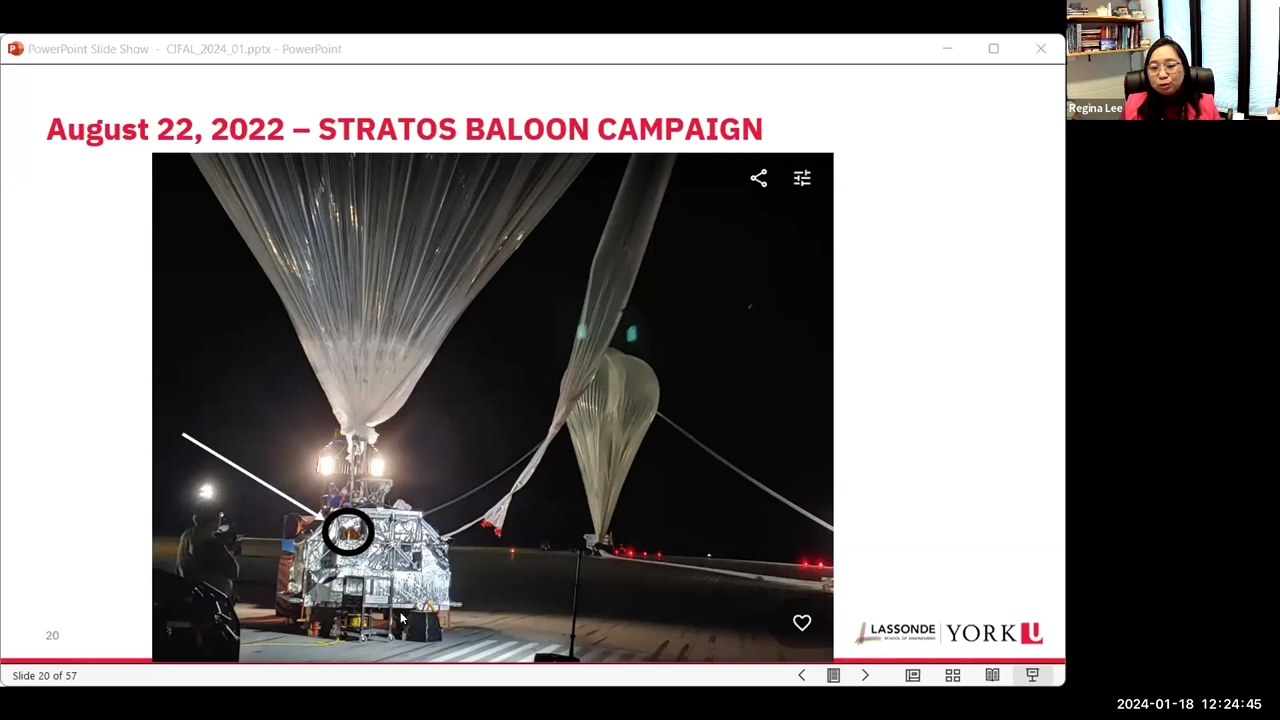 PowerPoint Slide Show - CIFAL_2024_01.pptx - PowerPoint
Regina Lee
August 22, 2022 – STRATOS BALOON CAMPAIGN
20
LASSONDE
SCHOOL OF ENGINEERING
YORK U
Slide 20 of 57
2024-01-18 12:24:45